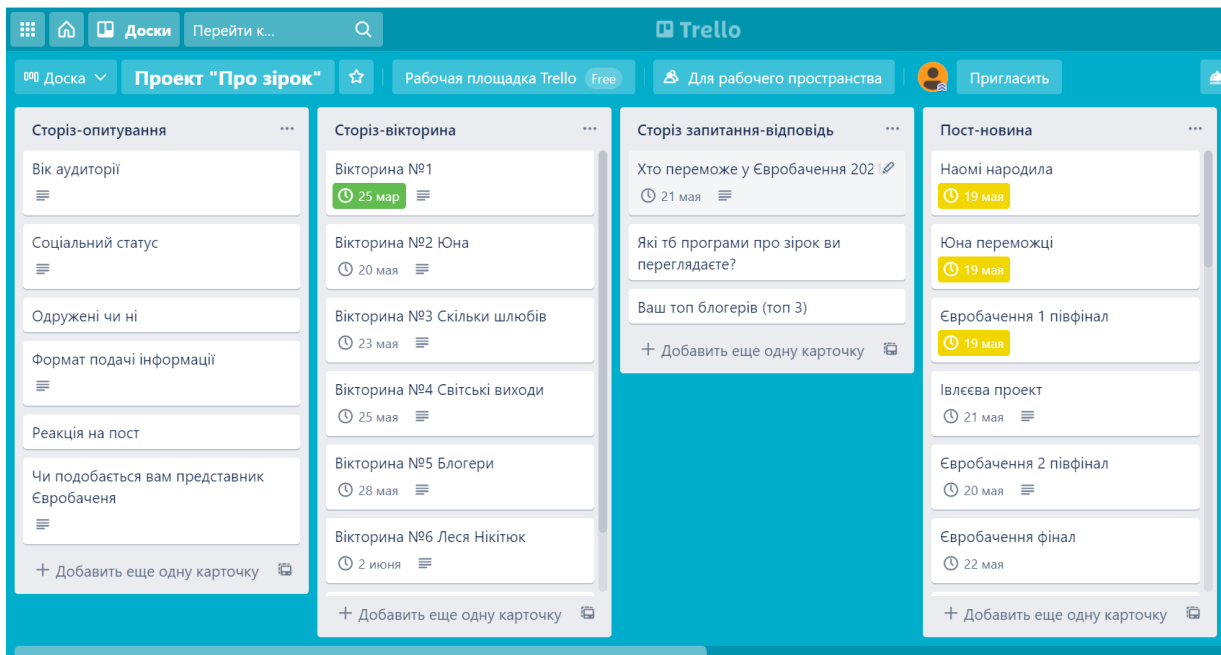 Доски
Перейти к...
Trello
Доска
Проект "Про зірок"
Рабочая площадка Trello Free
Для рабочего пространства
Пригласить
Сторіз-опитування
Вік аудиторії
Соціальний статус
Одружені чи ні
Формат подачі інформації
Реакція на пост
Чи подобається вам представник
Євробаченя
+ Добавить еще одну карточку
Сторіз-вікторина
Вікторина №1
25 мар
Вікторина №2 Юна
20 мая
Вікторина №3 Скільки шлюбів
23 мая
Вікторина №4 Світські виходи
25 мая
Вікторина №5 Блогери
28 мая
Вікторина №6 Леся Нікітюк
2 июня
+ Добавить еще одну карточку
Сторіз запитання-відповідь
Хто переможе у Євробачення 2021
21 мая
Які тб програми про зірок ви
переглядаєте?
Ваш топ блогерів (топ 3)
+ Добавить еще одну карточку
Пост-новина
Наомі народила
19 мая
Юна переможці
19 мая
Євробачення 1 півфінал
19 мая
Івлєєва проект
21 мая
Євробачення 2 півфінал
20 мая
Євробачення фінал
22 мая
+ Добавить еще одну карточку